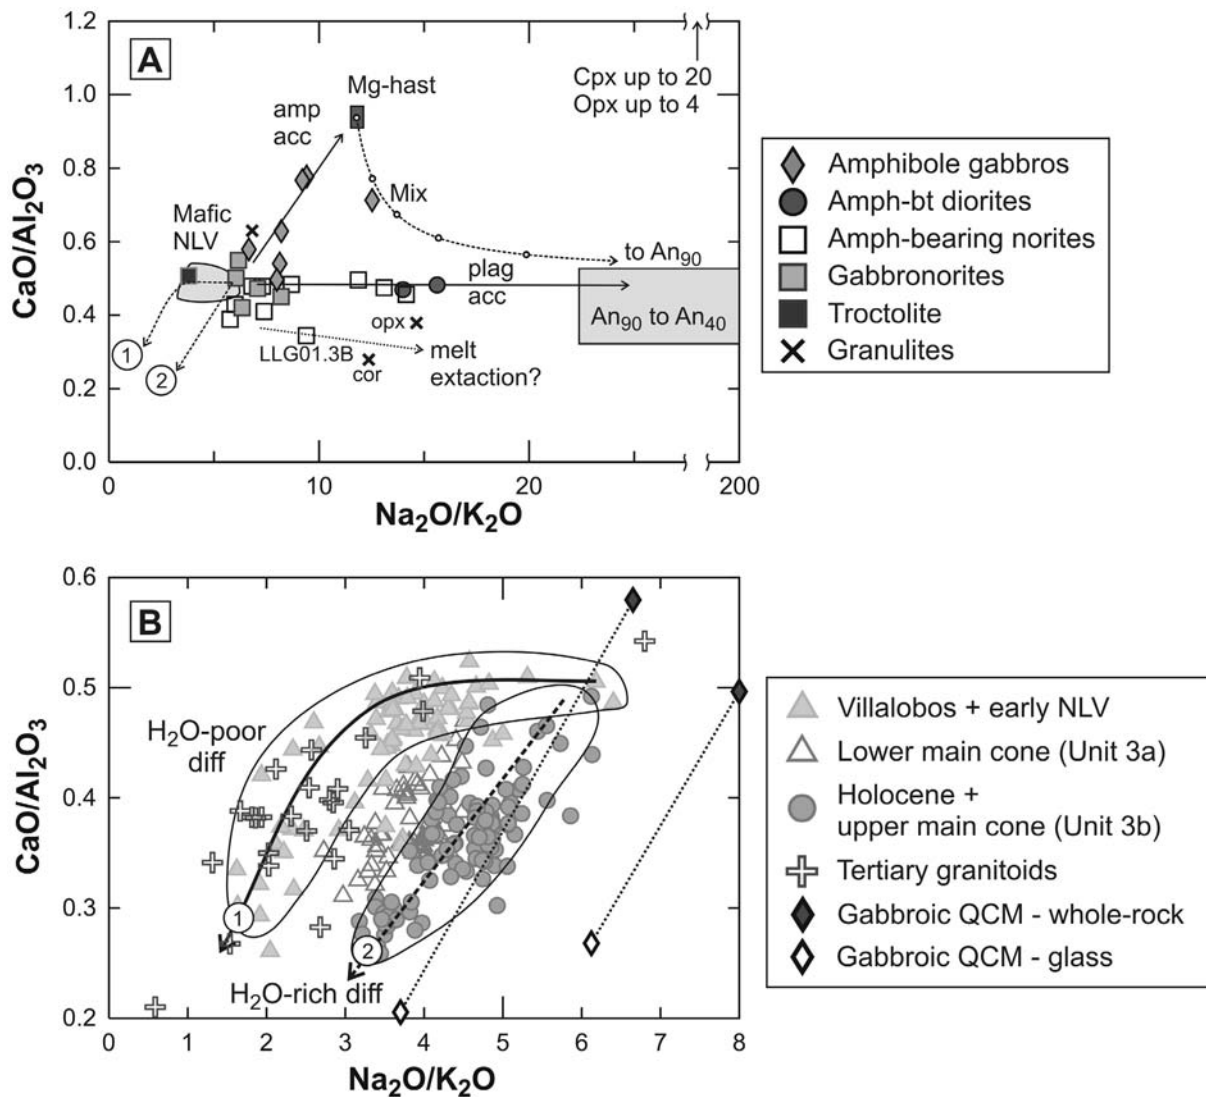 A
1.2
1.0
0.8
0.6
0.4
0.2
0.0
CaO/Al₂O₃
Mg-hast
amp
acc
Cpx up to 20
Opx up to 4
Mafic
NLV
Mix
to An₉₀
plag
acc
An₉₀ to An₄₀
opx
LLG01.3B
cor
melt
extaction?
1
2
0
10
20
200
Na₂O/K₂O
Amphibole gabbros
Amph-bt diorites
Amph-bearing norites
Gabbronorites
Troctolite
Granulites
B
0.6
0.5
0.4
0.3
0.2
CaO/Al₂O₃
H₂O-poor
diff
1
2
H₂O-rich diff
0
1
2
3
4
5
6
7
8
Na₂O/K₂O
Villalobos + early NLV
Lower main cone (Unit 3a)
Holocene +
upper main cone (Unit 3b)
Tertiary granitoids
Gabbroic QCM - whole-rock
Gabbroic QCM - glass